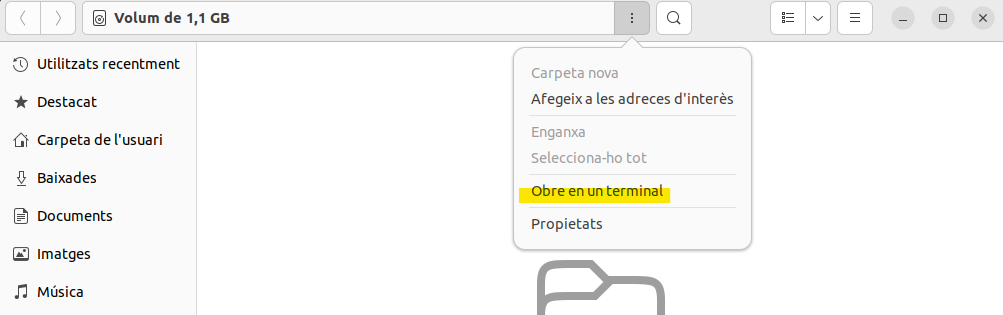 Volum de 1,1 GB
Utilitzats recentment
Destacat
Carpeta de l'usuari
Baixades
Documents
Imatges
Música
Carpeta nova
Afegeix a les adreces d'interès
Enganxa
Selecciona-ho tot
Obre en un terminal
Propietats